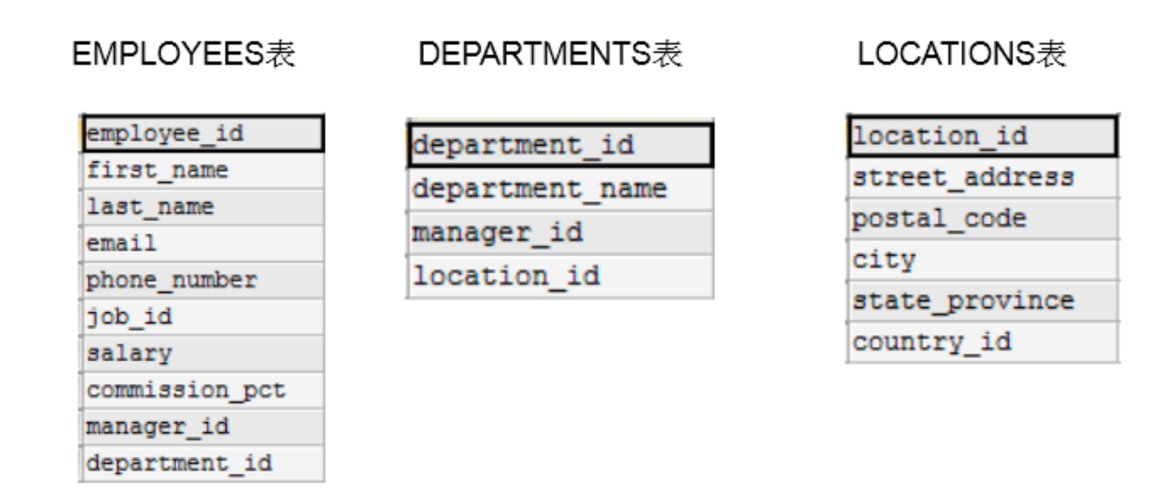 EMPLOYEES表
employee_id
first_name
last_name
email
phone_number
job_id
salary
commission_pct
manager_id
department_id
DEPARTMENTS表
department_id
department_name
manager_id
location_id
LOCATIONS表
location_id
street_address
postal_code
city
state_province
country_id